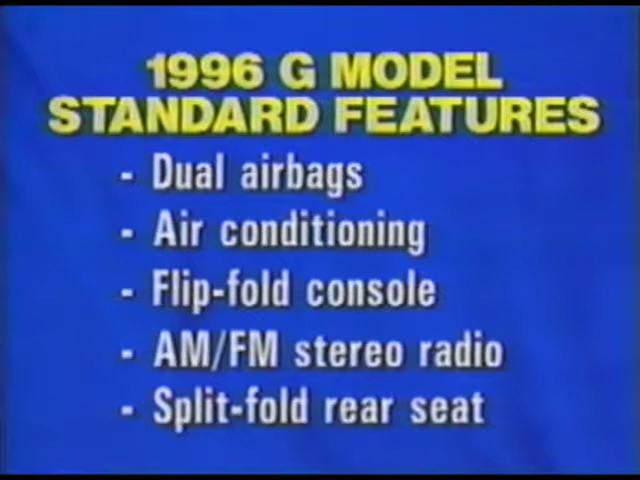 1996 G MODEL
STANDARD FEATURES
- Dual airbags
- Air conditioning
- Flip-fold console
- AM/FM stereo radio
- Split-fold rear seat